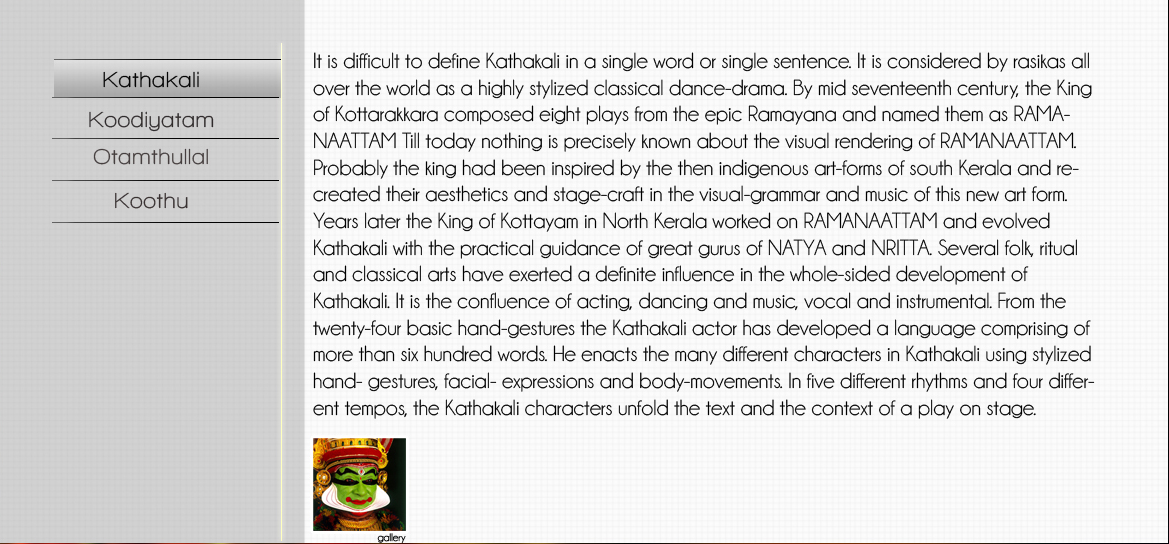 Kathakali
Koodiyatam
Otamthullal
Koothu
It is difficult to define Kathakali in a single word or single sentence. It is considered by rasikas all
over the world as a highly stylized classical dance-drama. By mid seventeenth century, the King
of Kottarakkara composed eight plays from the epic Ramayana and named them as RAMA-
NAATTAM Till today nothing is precisely known about the visual rendering of RAMANAATTAM.
Probably the king had been inspired by the then indigenous art-forms of south Kerala and re-
created their aesthetics and stage-craft in the visual-grammar and music of this new art form.
Years later the King of Kottayam in North Kerala worked on RAMANAATTAM and evolved
Kathakali with the practical guidance of great gurus of NATYA and NRITTA. Several folk, ritual
and classical arts have exerted a definite influence in the whole-sided development of
Kathakali. It is the confluence of acting, dancing and music, vocal and instrumental. From the
twenty-four basic hand-gestures the Kathakali actor has developed a language comprising of
more than six hundred words. He enacts the many different characters in Kathakali using stylized
hand- gestures, facial- expressions and body-movements. In five different rhythms and four differ-
ent tempos, the Kathakali characters unfold the text and the context of a play on stage.
gallery